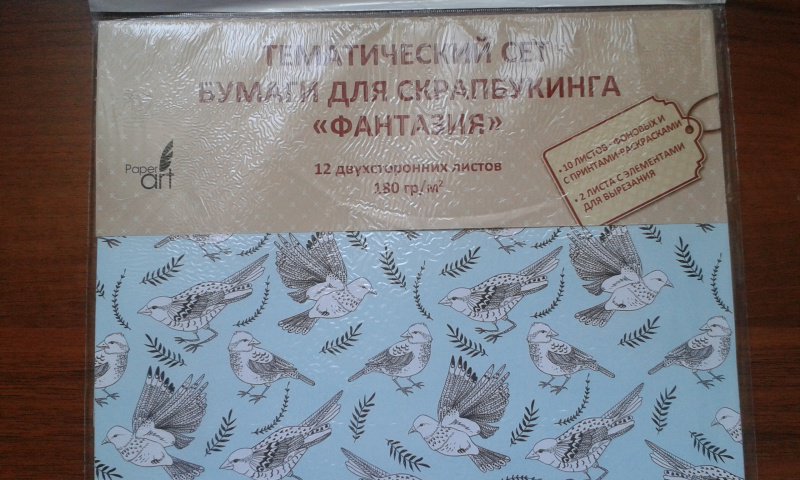 ТЕМАТИЧЕСКИЙ СЕТ
БУМАГИ ДЛЯ СКРАПБУКИНГА
«ФАНТАЗИЯ»
12 двухсторонних листов
180 гр/м²
Paper
art
• 10 ЛИСТОВ - ФОНОВЫХ И
С ПРИНТАМИ-РАСКРАСКАМИ
• 2 ЛИСТА С ЭЛЕМЕНТАМИ
ДЛЯ ВЫРЕЗАНИЯ